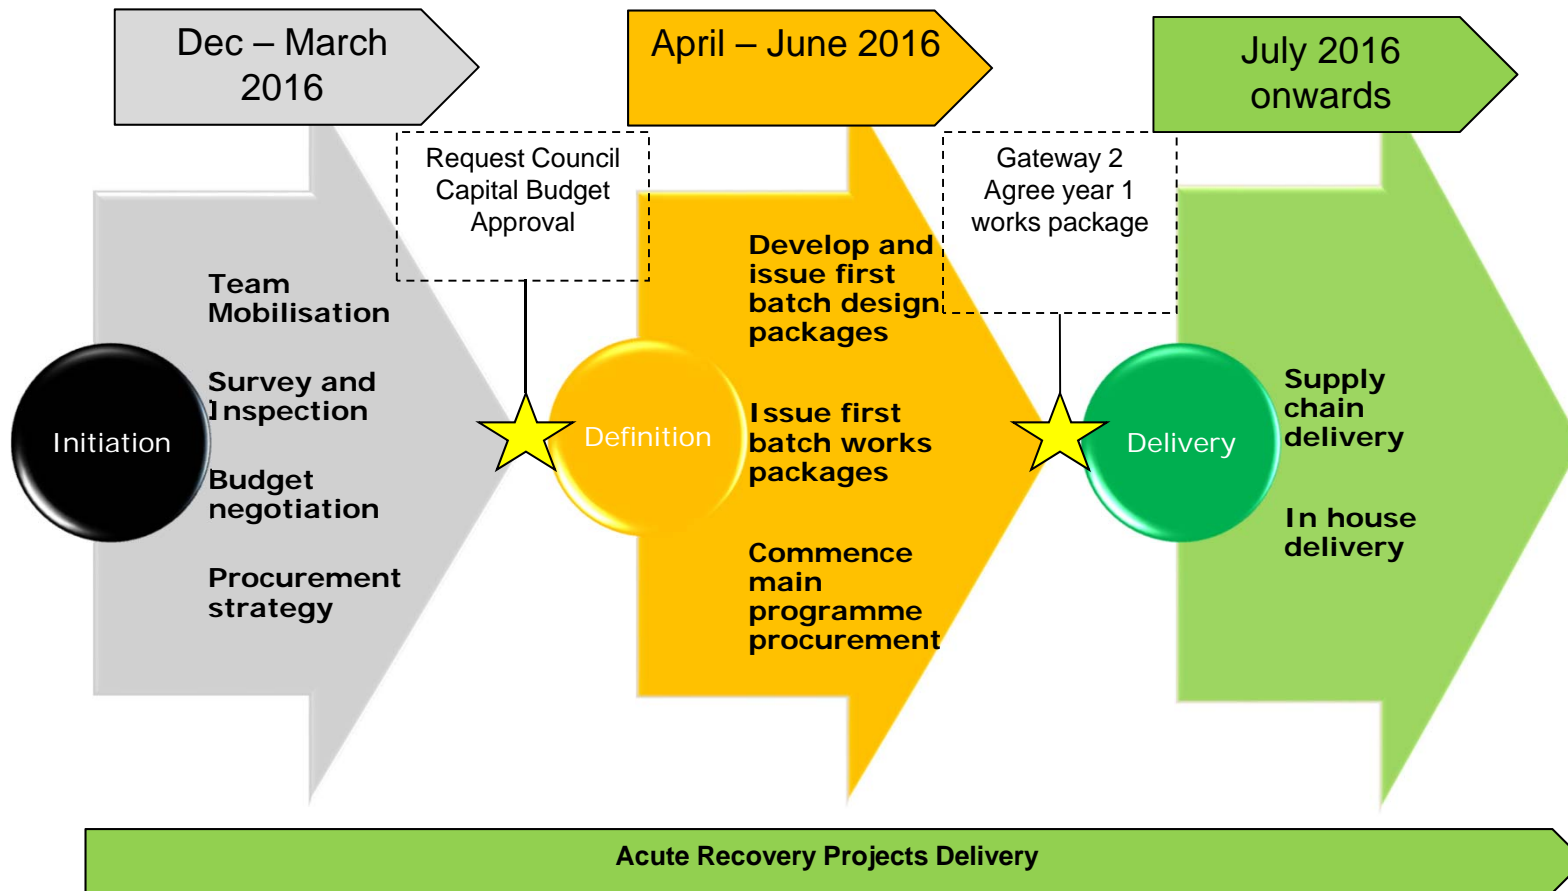 Dec – March
2016
April – June 2016
July 2016
onwards
Request Council
Capital Budget
Approval
Gateway 2
Agree year 1
works package
Initiation
Team
Mobilisation
Survey and
Inspection
Budget
negotiation
Procurement
strategy
Definition
Develop and
issue first
batch design
packages
Issue first
batch works
packages
Commence
main
programme
procurement
Delivery
Supply
chain
delivery
In house
delivery
Acute Recovery Projects Delivery